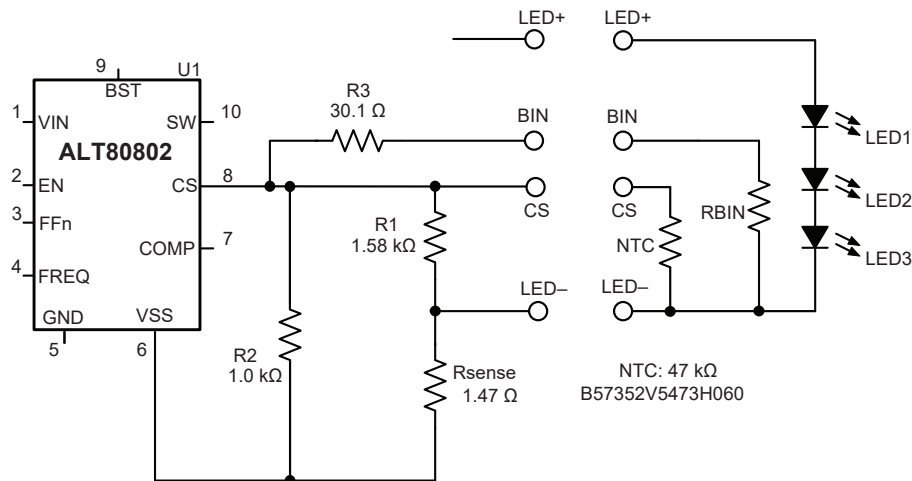 LED+
LED+
9
U1
BST
R3
30.1 Ω
1
VIN
SW
10
BIN
BIN
ALT80802
LED1
2
EN
CS
8
CS
CS
RBIN
LED2
3
FFn
R1
1.58 kΩ
NTC
COMP
7
LED3
4
FREQ
LED–
LED–
GND
VSS
5
6
R2
1.0 kΩ
Rsense
1.47 Ω
NTC: 47 kΩ
B57352V5473H060